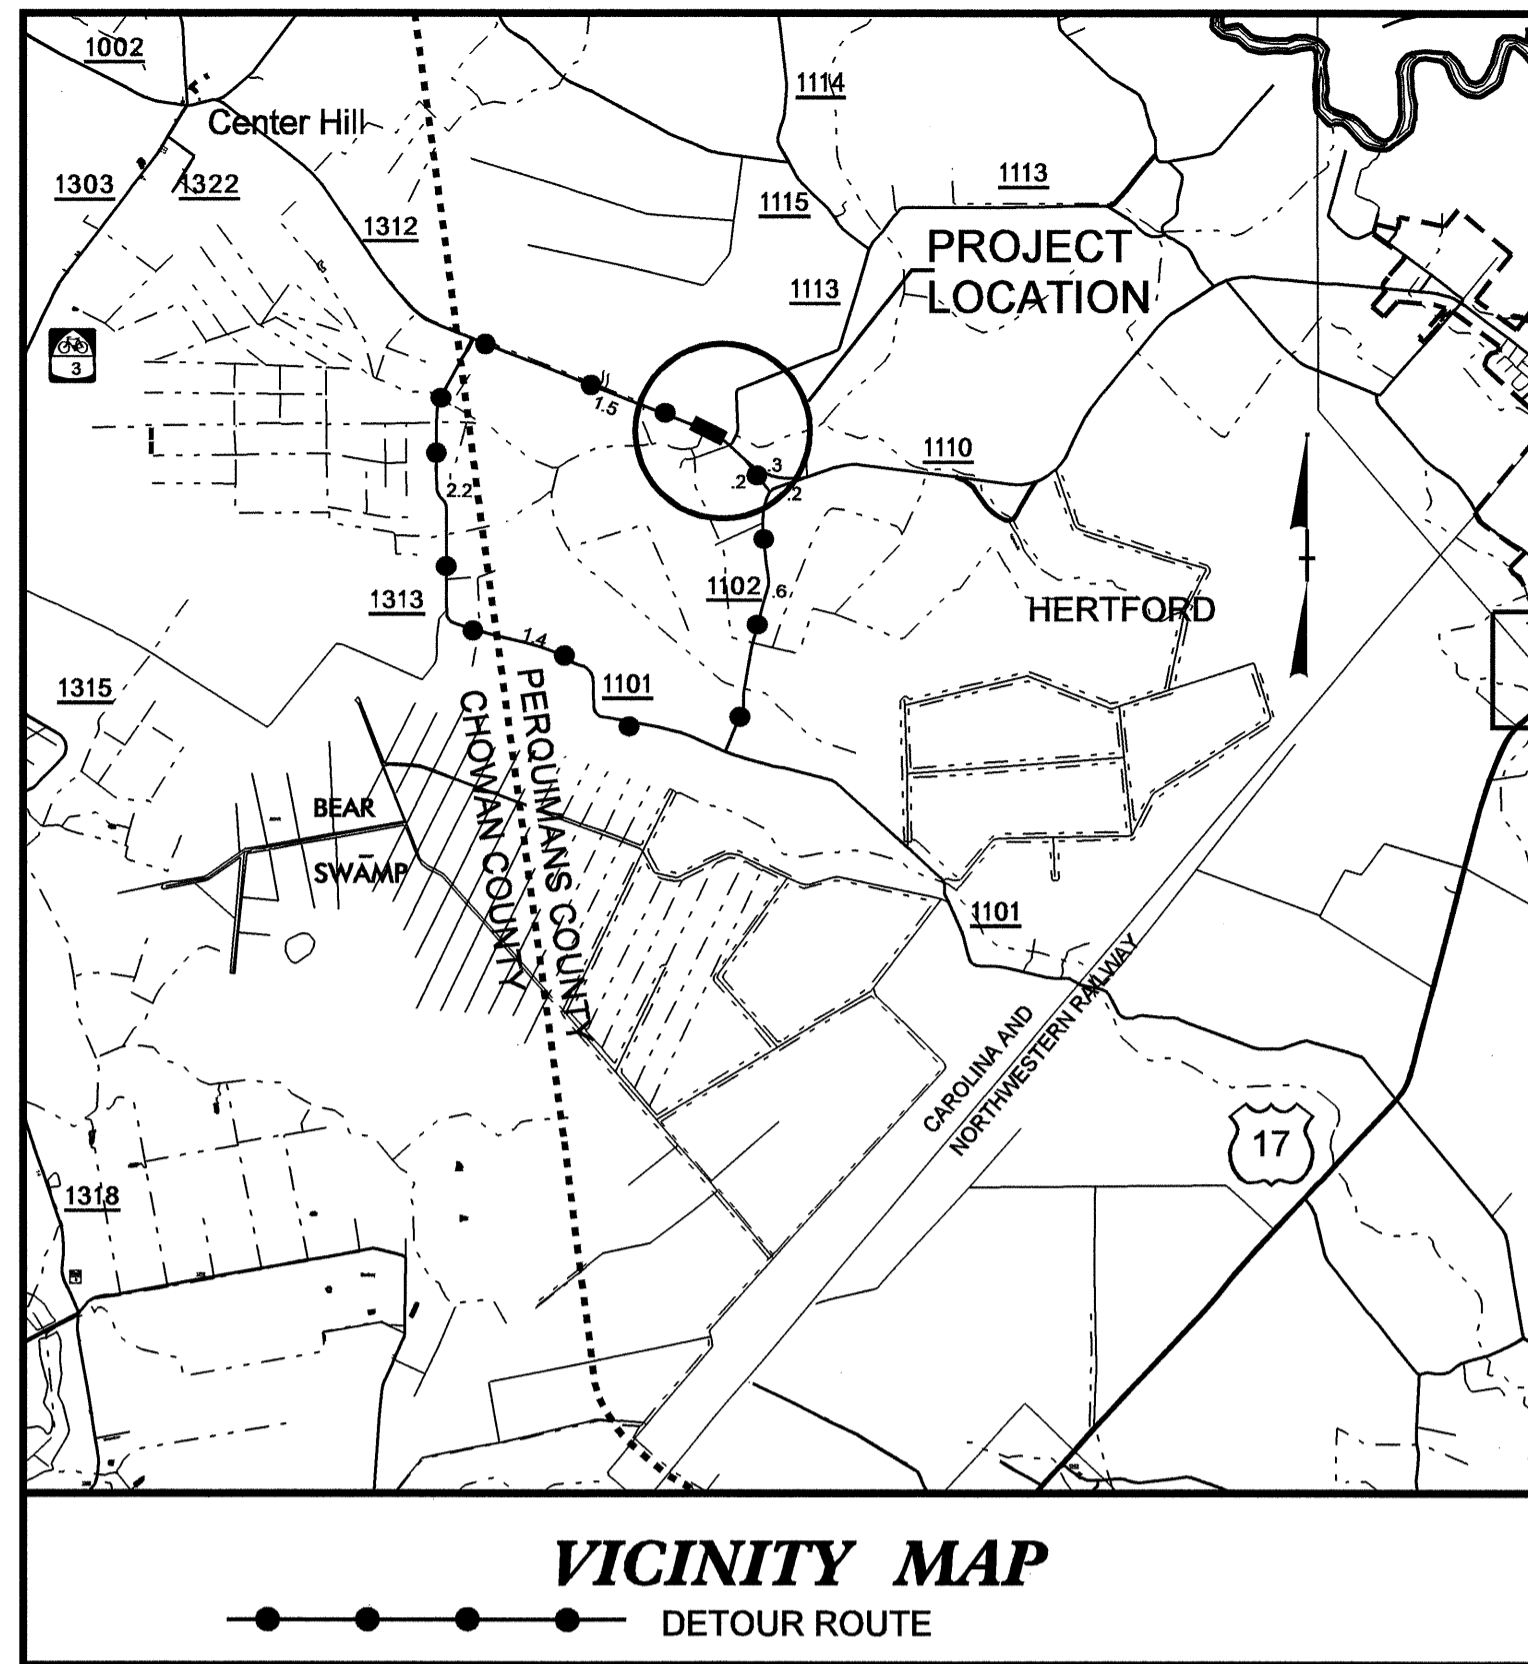 1002
Center Hill
1303
1322
1312
1114
1115
1113
1113
PROJECT
LOCATION
3
1.5
1110
.3
.2
.2
2.2
1313
1102
.6
HERTFORD
1.4
1101
1315
PERQUIMANS COUNTY
CHOWAN COUNTY
BEAR
SWAMP
1101
CAROLINA AND
NORTHWESTERN RAILWAY
17
1318
VICINITY MAP
DETOUR ROUTE